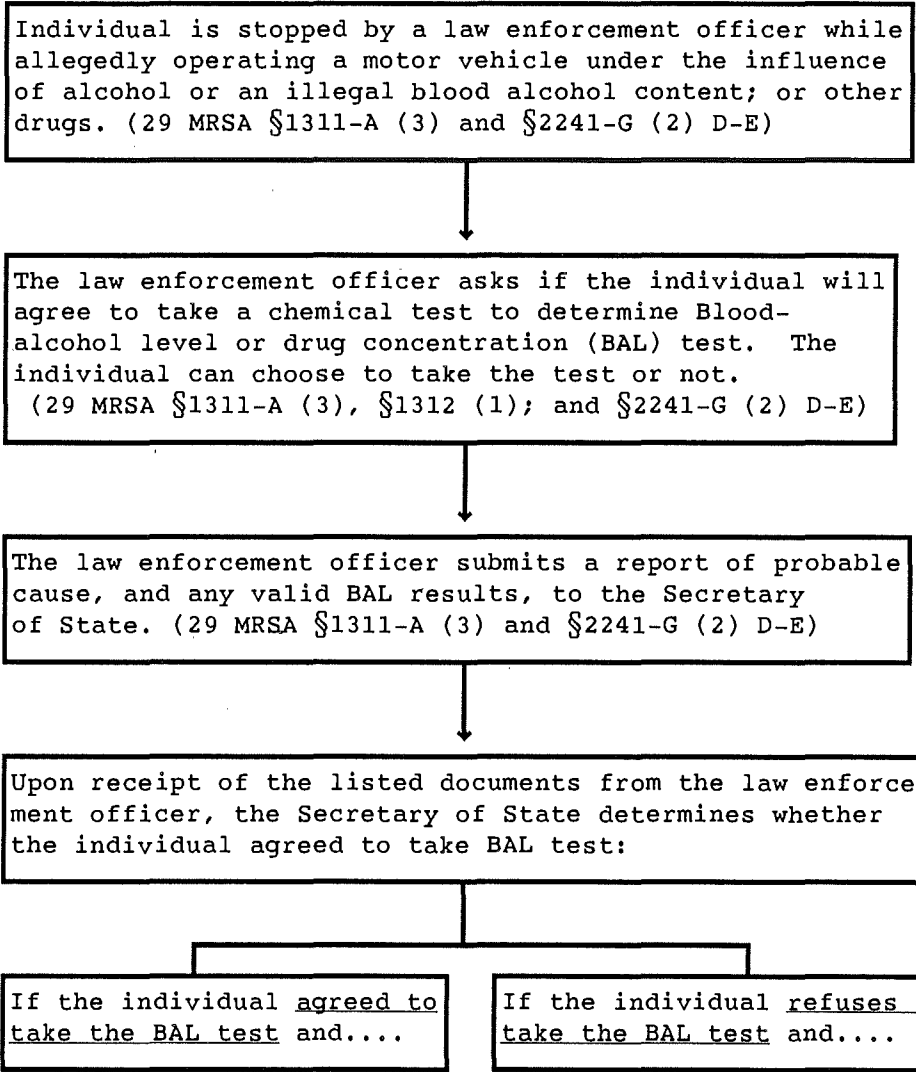 Individual is stopped by a law enforcement officer while
allegedly operating a motor vehicle under the influence
of alcohol or an illegal blood alcohol content; or other
drugs. (29 MRSA §1311-A (3) and §2241-G (2) D-E)
The law enforcement officer asks if the individual will
agree to take a chemical test to determine Blood-
alcohol level or drug concentration (BAL) test. The
individual can choose to take the test or not.
(29 MRSA §1311-A (3), §1312 (1); and §2241-G (2) D-E)
The law enforcement officer submits a report of probable
cause, and any valid BAL results, to the Secretary
of State. (29 MRSA §1311-A (3) and §2241-G (2) D-E)
Upon receipt of the listed documents from the law enforce
ment officer, the Secretary of State determines whether
the individual agreed to take BAL test:
If the individual agreed to
take the BAL test and....
If the individual refuses
take the BAL test and....